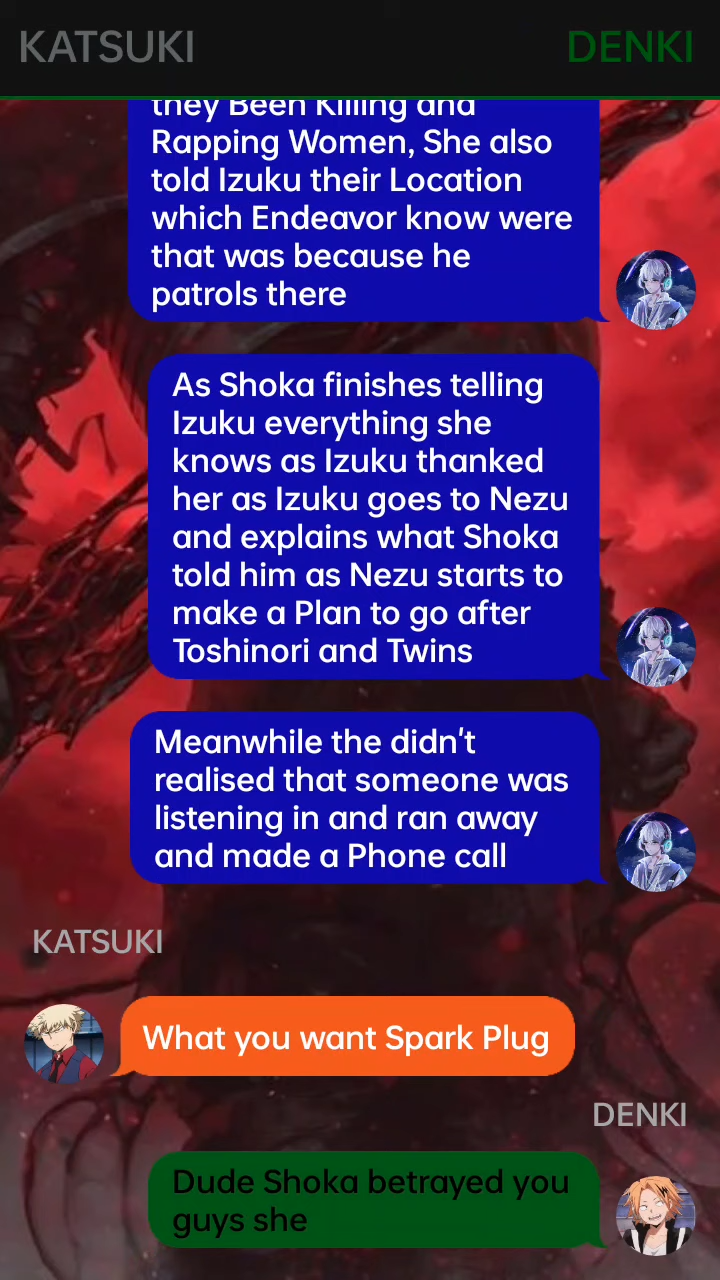 KATSUKI
DENKI
they Been Killing and
Rapping Women, She also
told Izuku their Location
which Endeavor know were
that was because he
patrols there
As Shoka finishes telling
Izuku everything she
knows as Izuku thanked
her as Izuku goes to Nezu
and explains what Shoka
told him as Nezu starts to
make a Plan to go after
Toshinori and Twins
Meanwhile the didn't
realised that someone was
listening in and ran away
and made a Phone call
KATSUKI
What you want Spark Plug
DENKI
Dude Shoka betrayed you
guys she